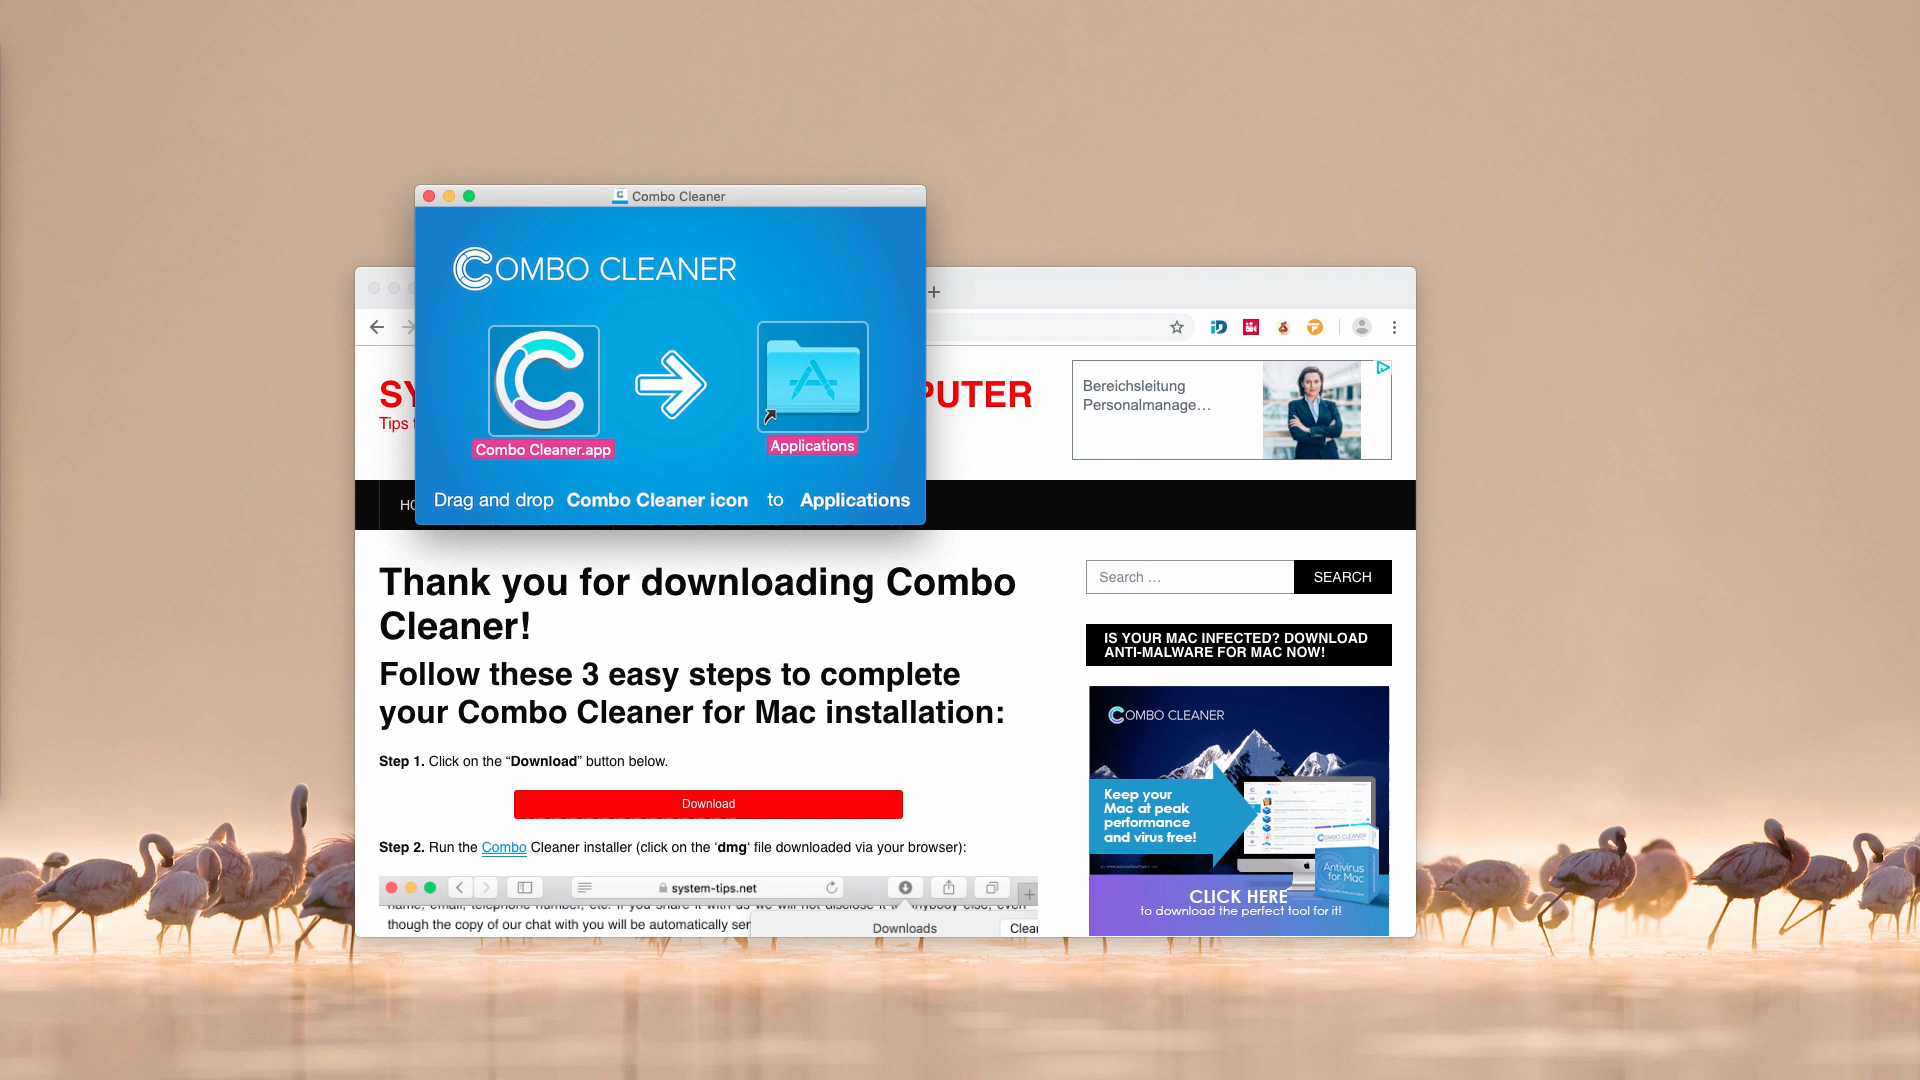 Combo Cleaner
COMBO CLEANER
Combo Cleaner.app
Applications
Drag and drop Combo Cleaner icon to Applications
PUTER
Tips
Bereichsleitung
Personalmanage...
Search ...
SEARCH
Thank you for downloading Combo
Cleaner!
Follow these 3 easy steps to complete
your Combo Cleaner for Mac installation:
Step 1. Click on the “Download” button below.
Download
Step 2. Run the Combo Cleaner installer (click on the ‘dmg‘ file downloaded via your browser):
system-tips.net
though the copy of our chat with you will be automatically
Downloads
IS YOUR MAC INFECTED? DOWNLOAD
ANTI-MALWARE FOR MAC NOW!
COMBO CLEANER
Keep your
Mac at peak
performance
and virus free!
COMBO CLEANER
Antivirus
for Mac
CLICK HERE
to download the perfect tool for it!